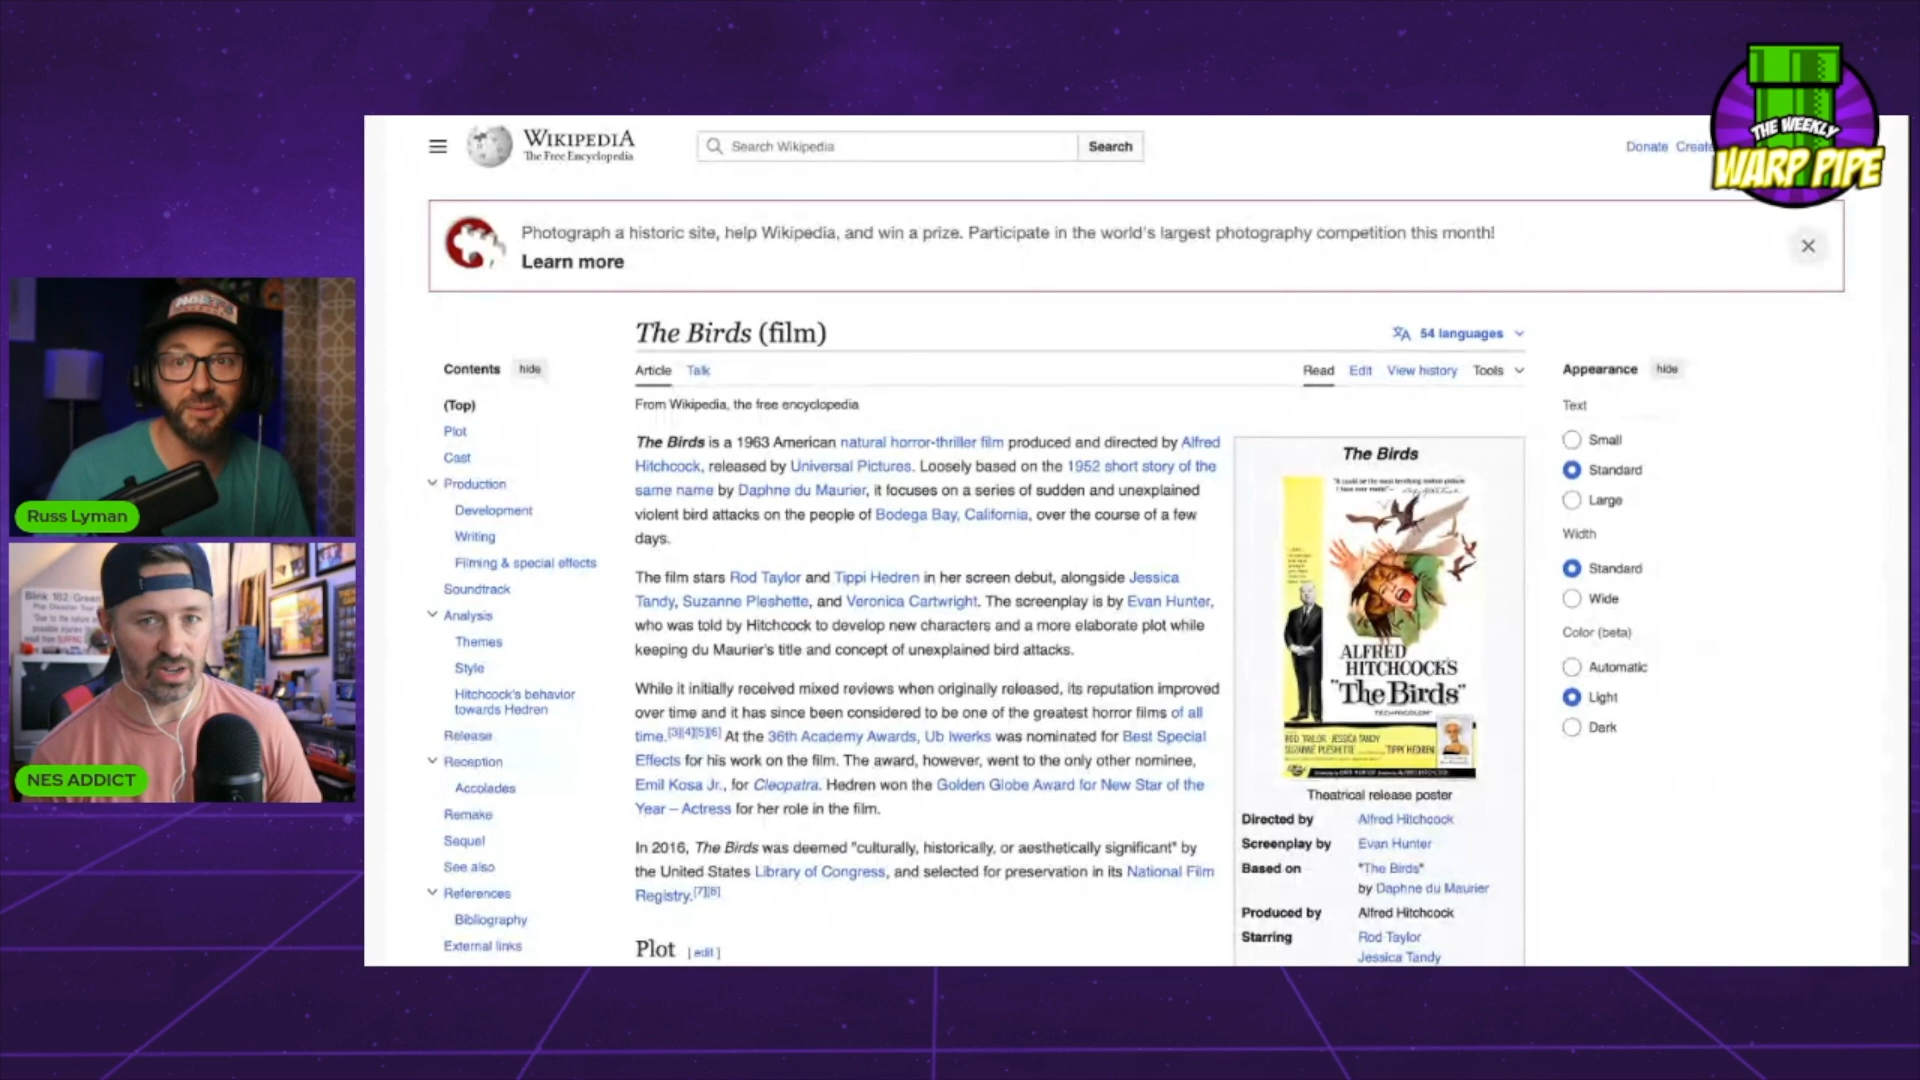 THE WEEKLY
WARP PIPE
WIKIPEDIA
The Free Encyclopedia
Search Wikipedia
Search
Donate
Photograph a historic site, help Wikipedia, and win a prize. Participate in the world's largest photography competition this month!
Learn more
The Birds (film)
54 languages
Article
Talk
Read
Edit
View history
Tools
From Wikipedia, the free encyclopedia
Contents
hide
(Top)
Plot
Cast
Production
Development
Writing
Filming & special effects
Soundtrack
Analysis
Themes
Style
Hitchcock's behavior
towards Hedren
Release
Reception
Accolades
Remake
Sequel
See also
References
Bibliography
External links
The Birds is a 1963 American natural horror-thriller film produced and directed by Alfred
Hitchcock, released by Universal Pictures. Loosely based on the 1952 short story of the
same name by Daphne du Maurier, it focuses on a series of sudden and unexplained
violent bird attacks on the people of Bodega Bay, California, over the course of a few
days.
The film stars Rod Taylor and Tippi Hedren in her screen debut, alongside Jessica
Tandy, Suzanne Pleshette, and Veronica Cartwright. The screenplay is by Evan Hunter,
who was told by Hitchcock to develop new characters and a more elaborate plot while
keeping du Maurier's title and concept of unexplained bird attacks.
While it initially received mixed reviews when originally released, its reputation improved
over time and it has since been considered to be one of the greatest horror films of all
time.[3][4][5][6] At the 36th Academy Awards, Ub Iwerks was nominated for Best Special
Effects for his work on the film. The award, however, went to the only other nominee,
Emil Kosa Jr., for Cleopatra. Hedren won the Golden Globe Award for New Star of the
Year – Actress for her role in the film.
In 2016, The Birds was deemed "culturally, historically, or aesthetically significant" by
the United States Library of Congress, and selected for preservation in its National Film
Registry.[7][8]
Plot [ edit ]
The Birds
ALFRED
HITCHCOCK'S
"The Birds"
TECHNICOLOR
ROD TAYLOR · JESSICA TANDY
SUZANNE PLESHETTE
'TIPPI' HEDREN
Theatrical release poster
Directed by Alfred Hitchcock
Screenplay by Evan Hunter
Based on "The Birds"
by Daphne du Maurier
Produced by Alfred Hitchcock
Starring Rod Taylor
Jessica Tandy
Appearance
hide
Text
Small
Standard
Large
Width
Standard
Wide
Color (beta)
Automatic
Light
Dark
Russ Lyman
Blink 182/Green
Pop Disaster Tour
NES ADDICT